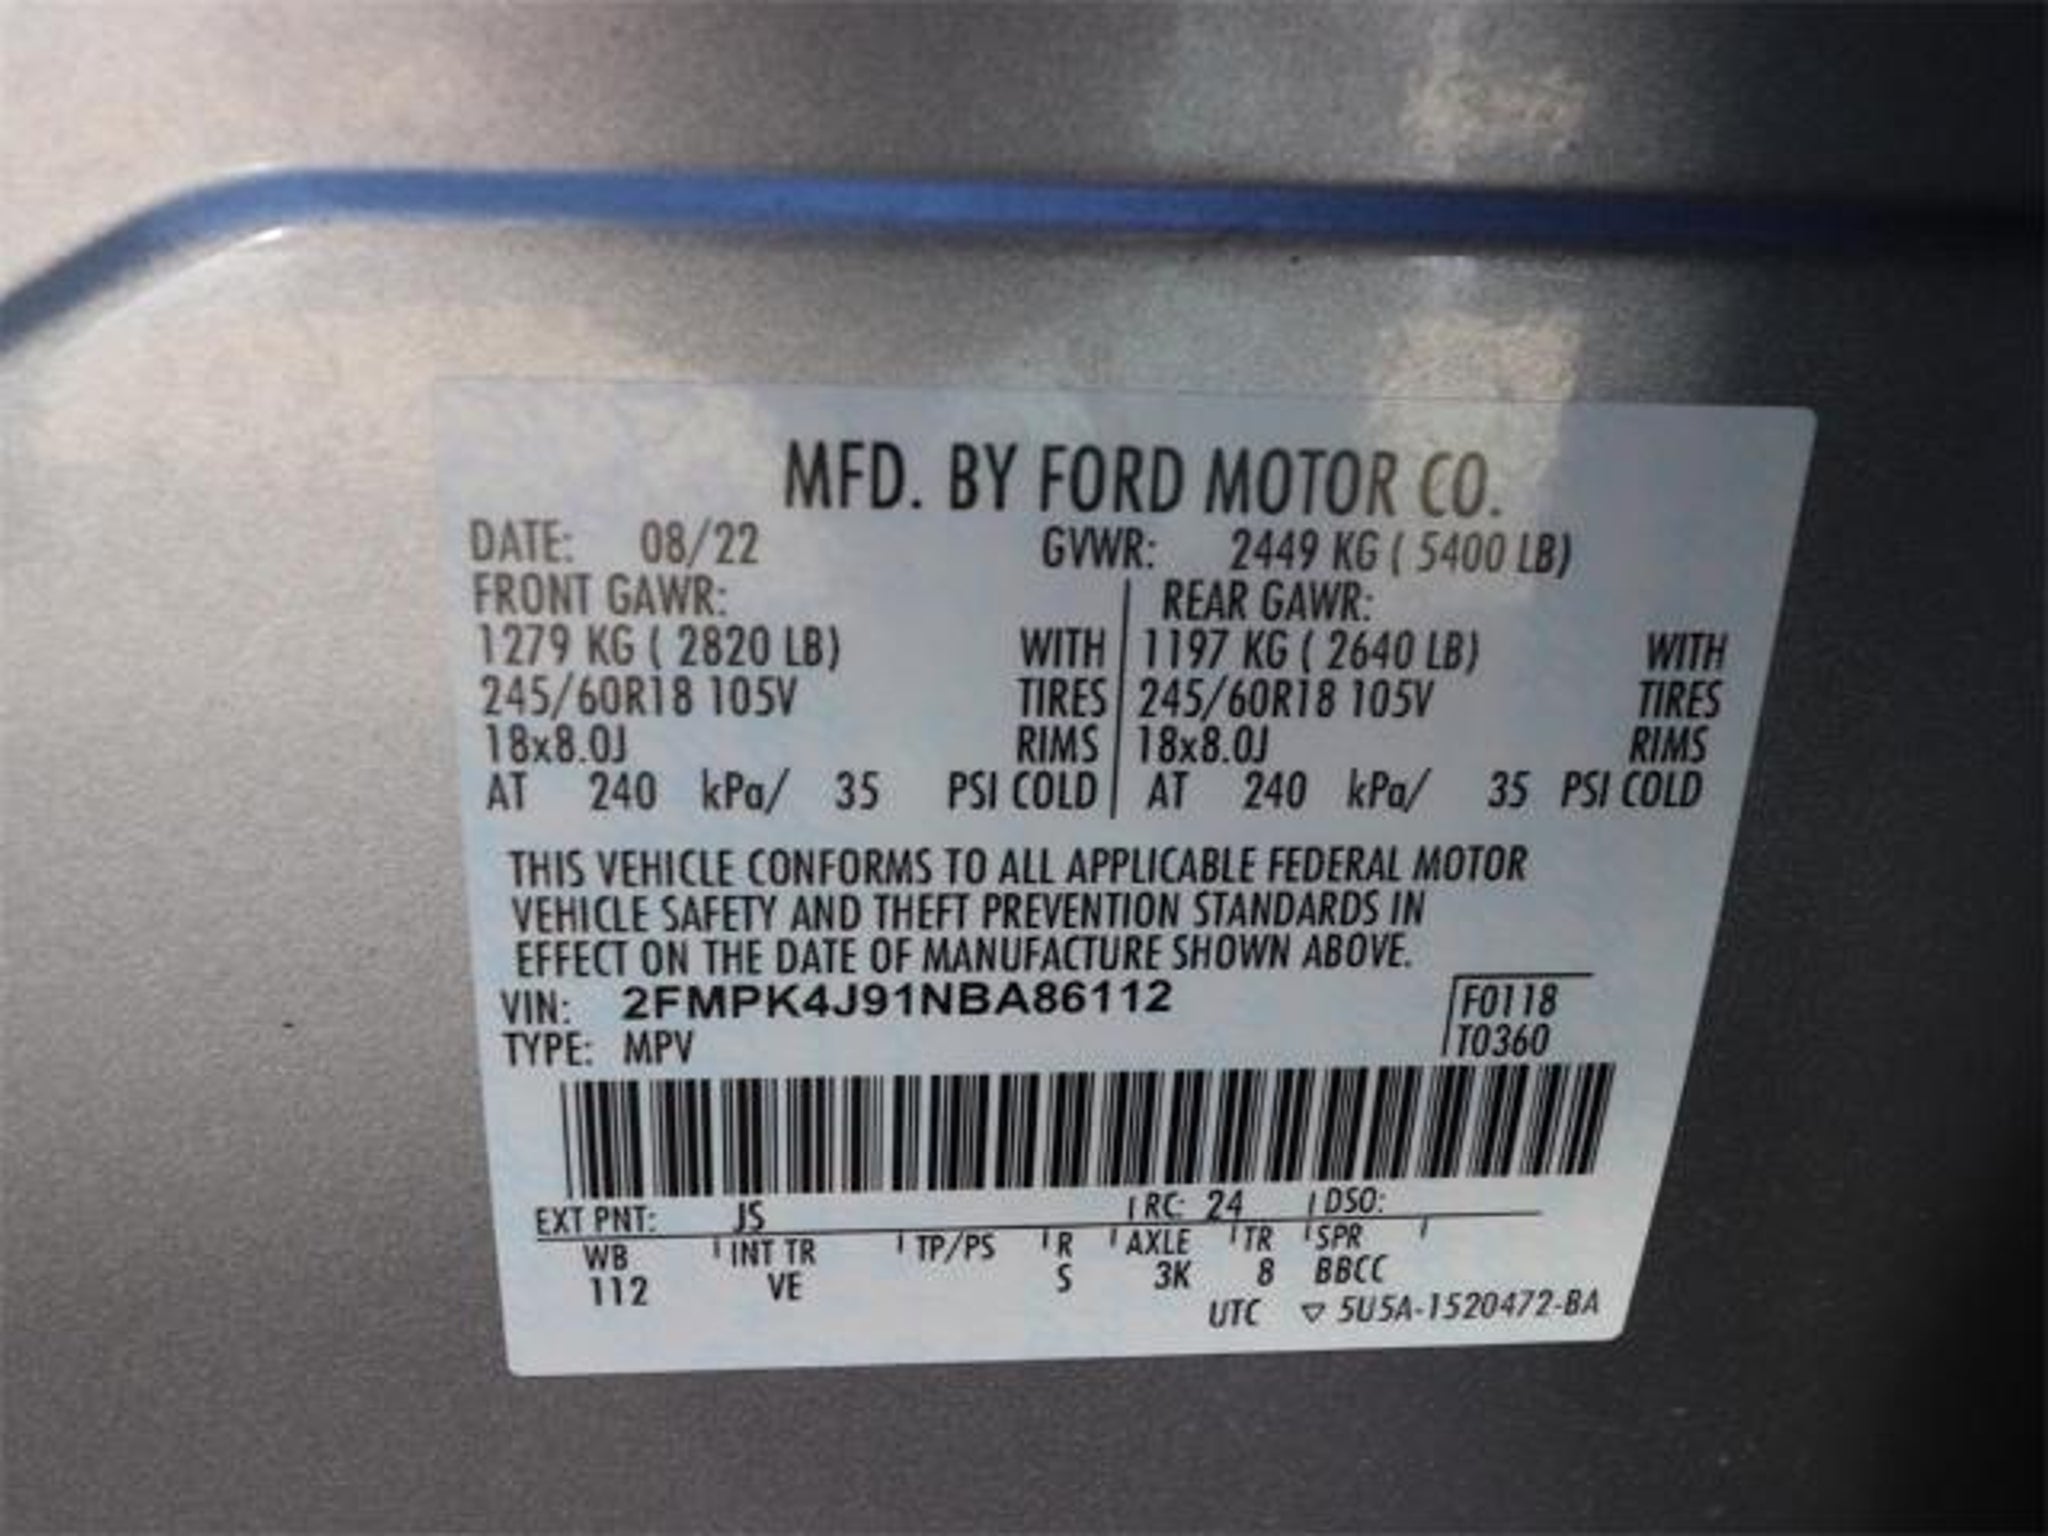 MFD. BY FORD MOTOR CO.
DATE: 08/22 GVWR: 2449 KG ( 5400 LB)
FRONT GAWR: REAR GAWR:
1279 KG ( 2820 LB) WITH 1197 KG ( 2640 LB) WITH
245/60R18 105V TIRES 245/60R18 105V TIRES
18x8.0J RIMS 18x8.0J RIMS
AT 240 kPa/ 35 PSI COLD AT 240 kPa/ 35 PSI COLD
THIS VEHICLE CONFORMS TO ALL APPLICABLE FEDERAL MOTOR
VEHICLE SAFETY AND THEFT PREVENTION STANDARDS IN
EFFECT ON THE DATE OF MANUFACTURE SHOWN ABOVE.
VIN: 2FMPK4J91NBA86112 F0118
TYPE: MPV T0360
EXT PNT: JS RC: 24 DSO:
WB INT TR TP/PS R AXLE TR SPR
112 VE S 3K 8 BBCC
UTC ▽ 5U5A-1520472-BA